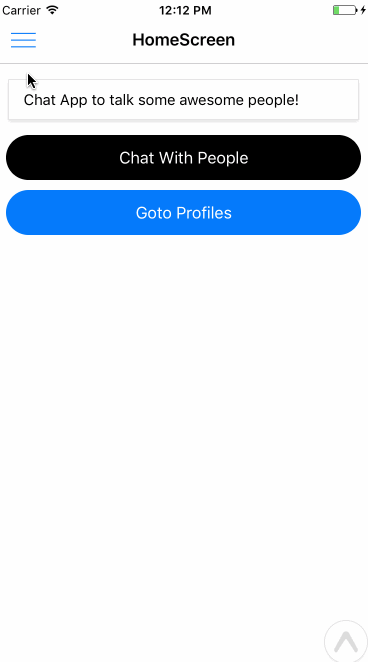 Carrier 12:12 PM
HomeScreen
Chat App to talk some awesome people!
Chat With People
Goto Profiles